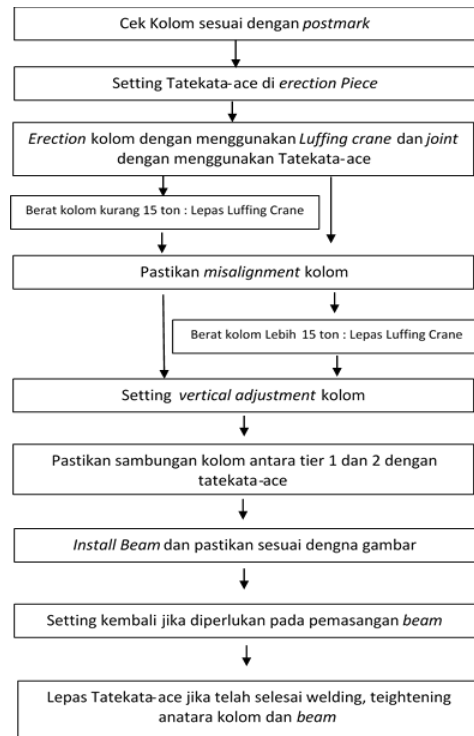 Cek Kolom sesuai dengan postmark
Setting Tatekata-ace di erection Piece
Erection kolom dengan menggunakan Luffing crane dan joint
dengan menggunakan Tatekata-ace
Berat kolom kurang 15 ton : Lepas Luffing Crane
Pastikan misalignment kolom
Berat kolom Lebih 15 ton : Lepas Luffing Crane
Setting vertical adjustment kolom
Pastikan sambungan kolom antara tier 1 dan 2 dengan
tatekata-ace
Install Beam dan pastikan sesuai dengna gambar
Setting kembali jika diperlukan pada pemasangan beam
Lepas Tatekata-ace jika telah selesai welding, teightening
anatara kolom dan beam